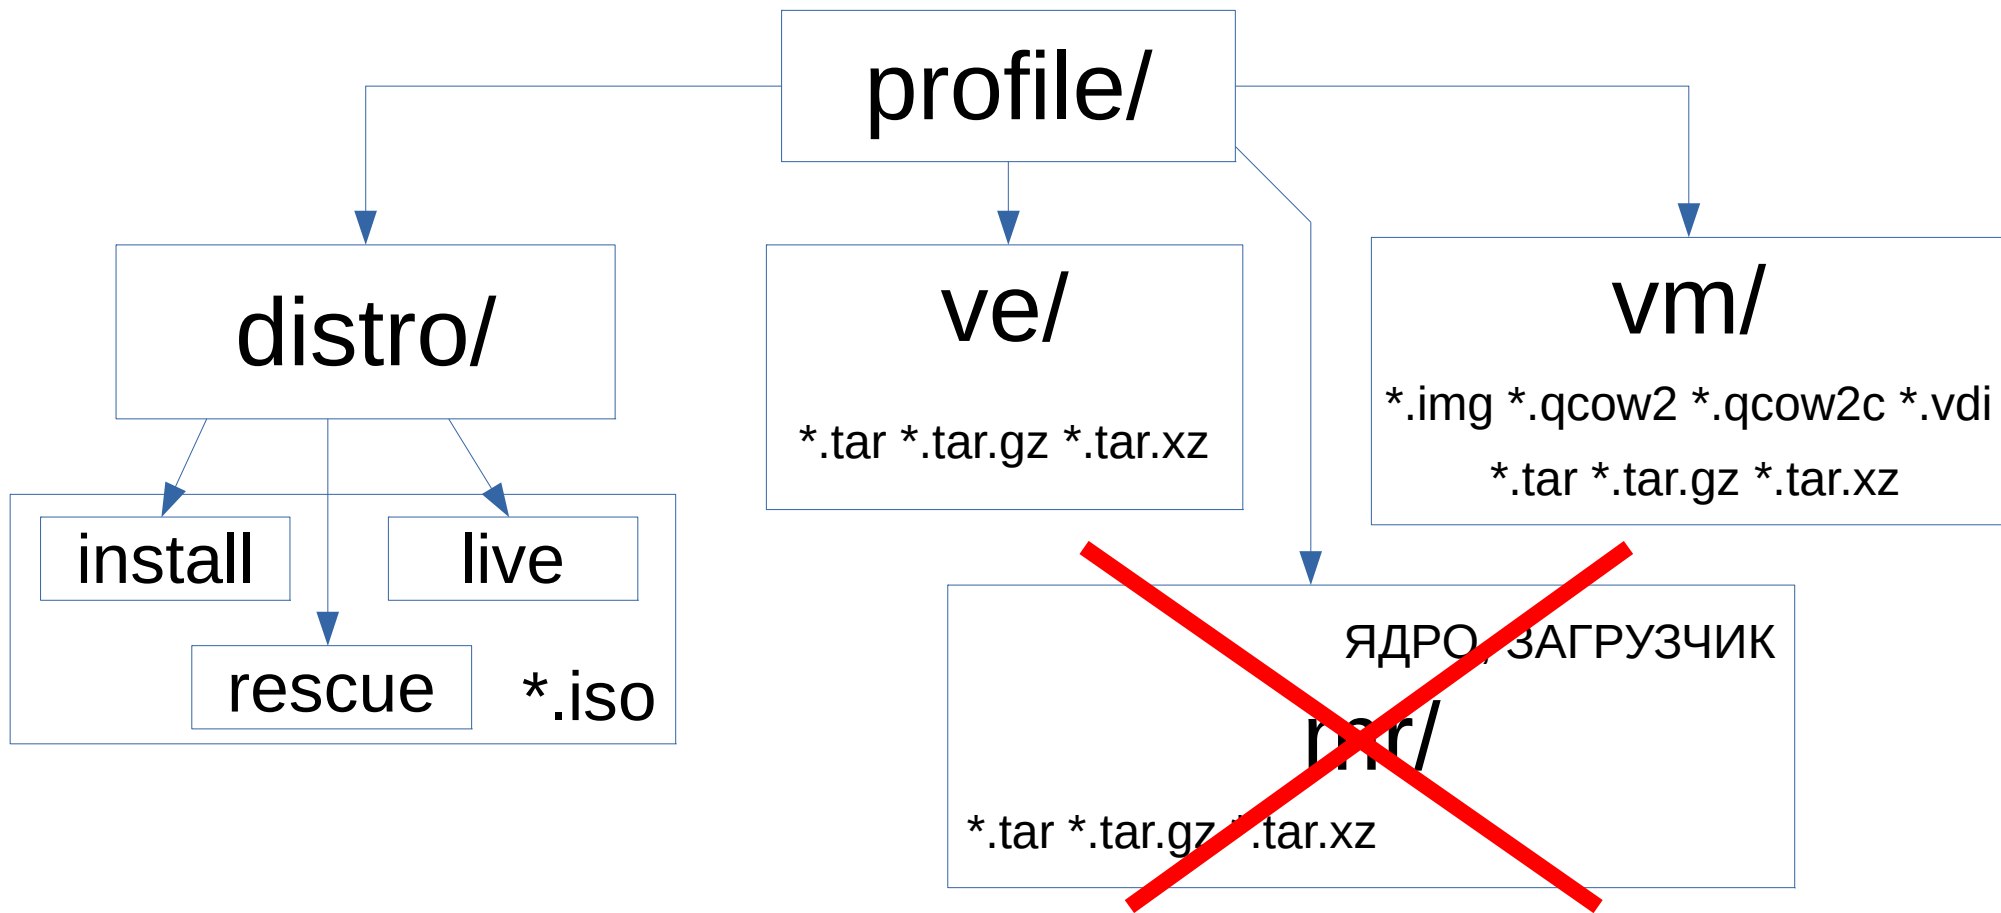 profile/
distro/
ve/
*.tar *.tar.gz *.tar.xz
vm/
*.img *.qcow2 *.qcow2c *.vdi
*.tar *.tar.gz *.tar.xz
install
live
rescue
*.iso
ЯДРО, ЗАГРУЗЧИК
mr/
*.tar *.tar.gz *.tar.xz